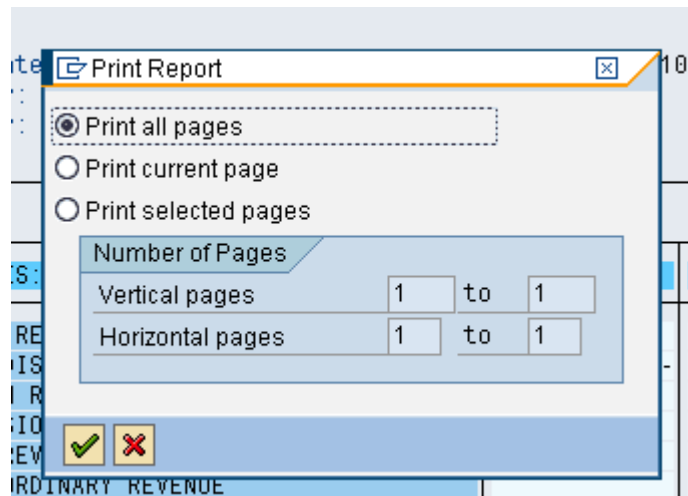 Print Report
10
Print all pages
Print current page
Print selected pages
Number of Pages
Vertical pages 1 to 1
Horizontal pages 1 to 1
ORDINARY REVENUE